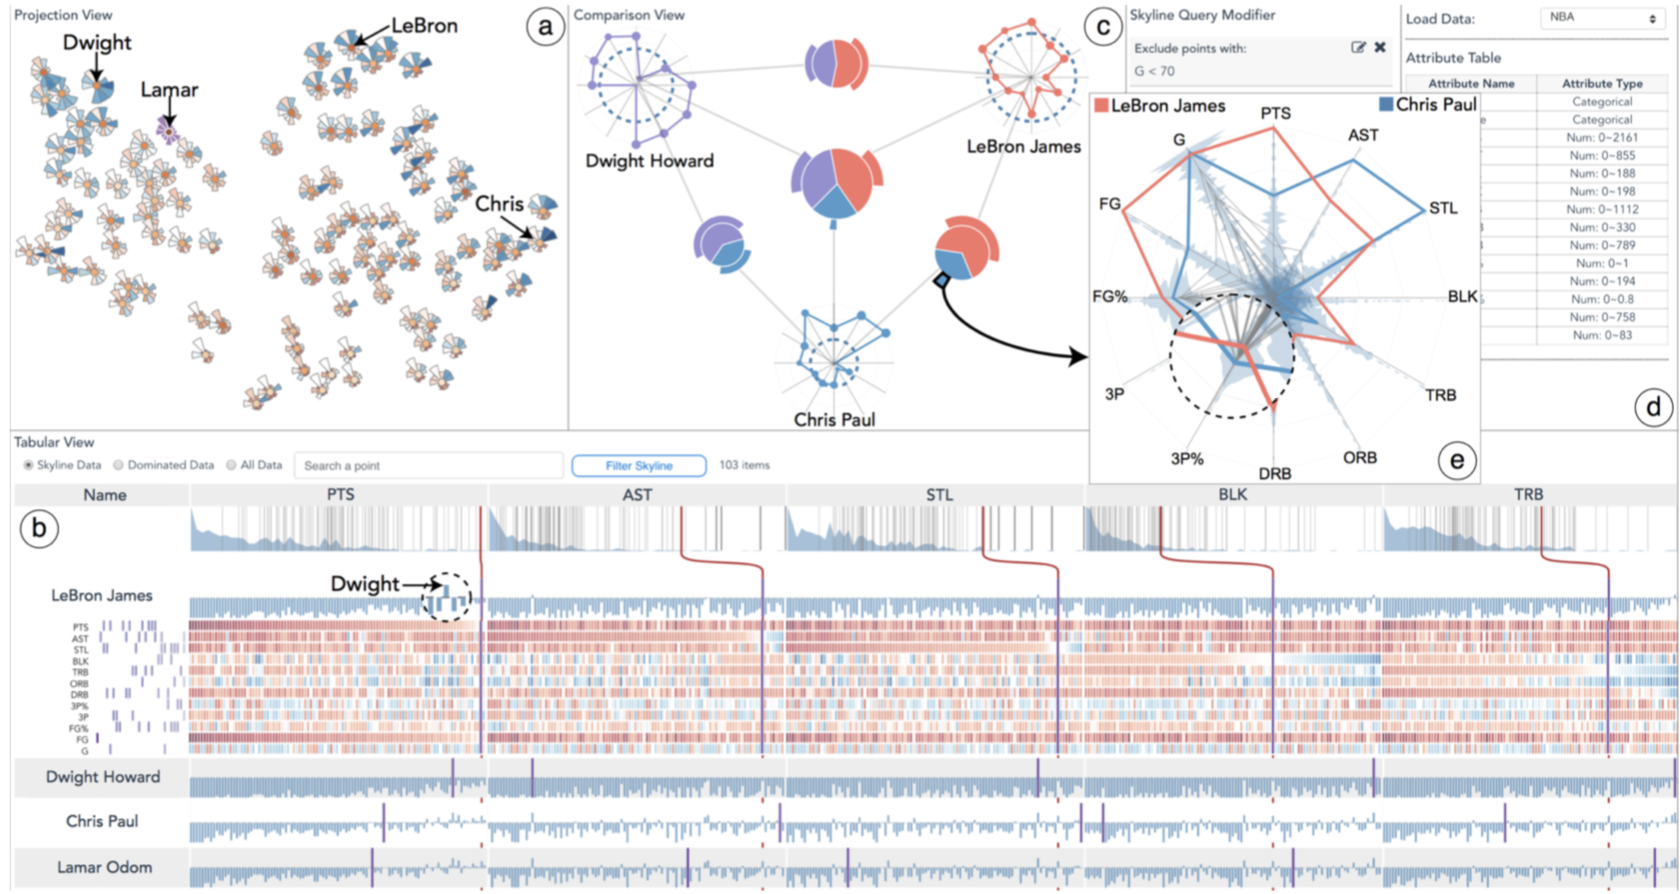 Projection View
a
LeBron
Dwight
Lamar
Chris
Comparison View
c
Dwight Howard
LeBron James
Chris Paul
Skyline Query Modifier
Exclude points with:
G < 70
Load Data:
NBA
Attribute Table
Attribute Name
Attribute Type
Categorical
Categorical
Num: 0~2161
Num: 0~855
Num: 0~188
Num: 0~198
Num: 0~1112
Num: 0~330
Num: 0~789
Num: 0~1
Num: 0~194
Num: 0~0.8
Num: 0~758
Num: 0~83
d
LeBron James
Chris Paul
PTS
AST
STL
BLK
TRB
ORB
DRB
3P%
3P
FG%
FG
G
e
Tabular View
Skyline Data
Dominated Data
All Data
Search a point
Filter Skyline
103 items
Name
PTS
AST
STL
BLK
TRB
b
Dwight
LeBron James
PTS
AST
STL
BLK
TRB
ORB
DRB
3P%
3P
FG%
FG
G
Dwight Howard
Chris Paul
Lamar Odom